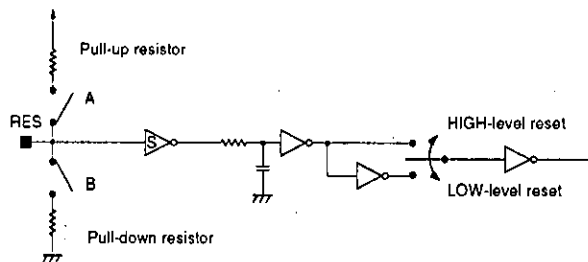 Pull-up resistor
A
RES
S
HIGH-level reset
B
LOW-level reset
Pull-down resistor